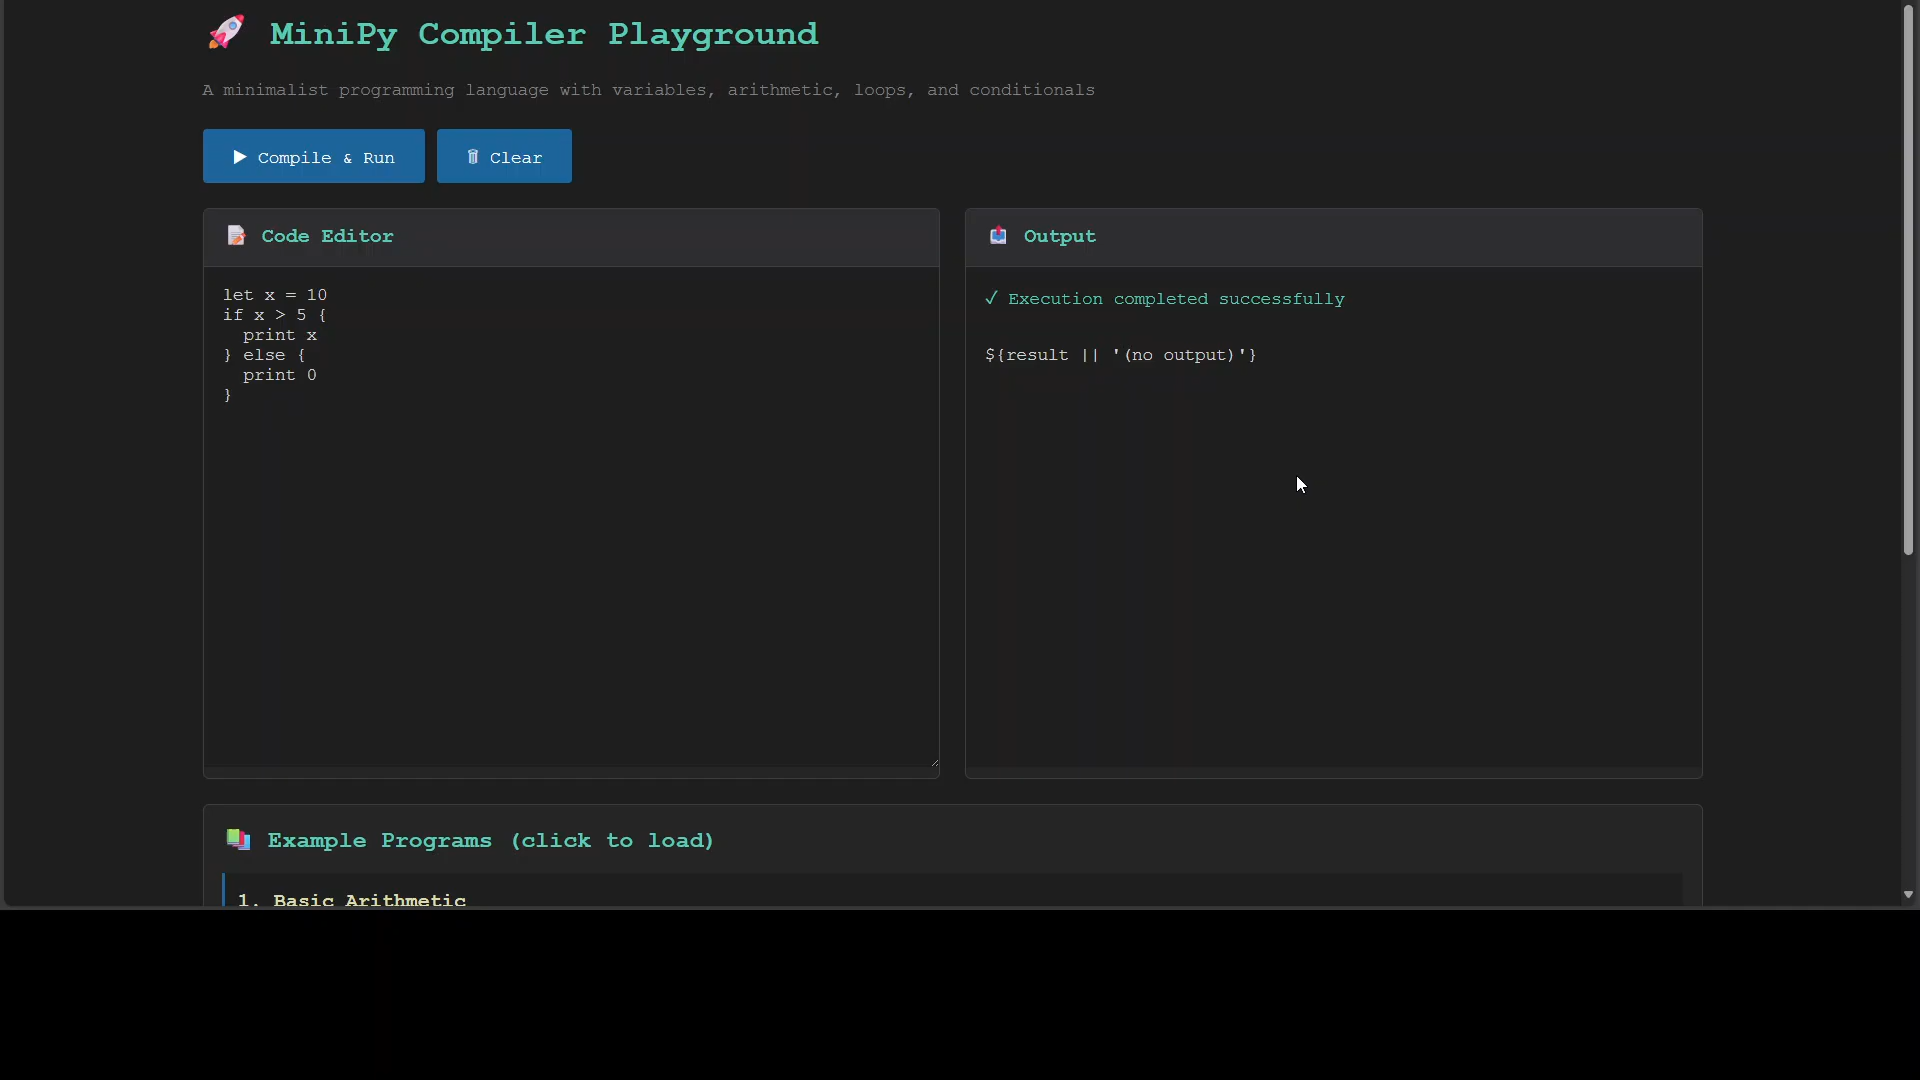 🚀 MiniPy Compiler Playground
A minimalist programming language with variables, arithmetic, loops, and conditionals
▶ Compile & Run
🗑 Clear
📝 Code Editor
let x = 10
if x > 5 {
  print x
} else {
  print 0
}
📤 Output
✓ Execution completed successfully
${result || '(no output)'}
📚 Example Programs (click to load)
1. Basic Arithmetic